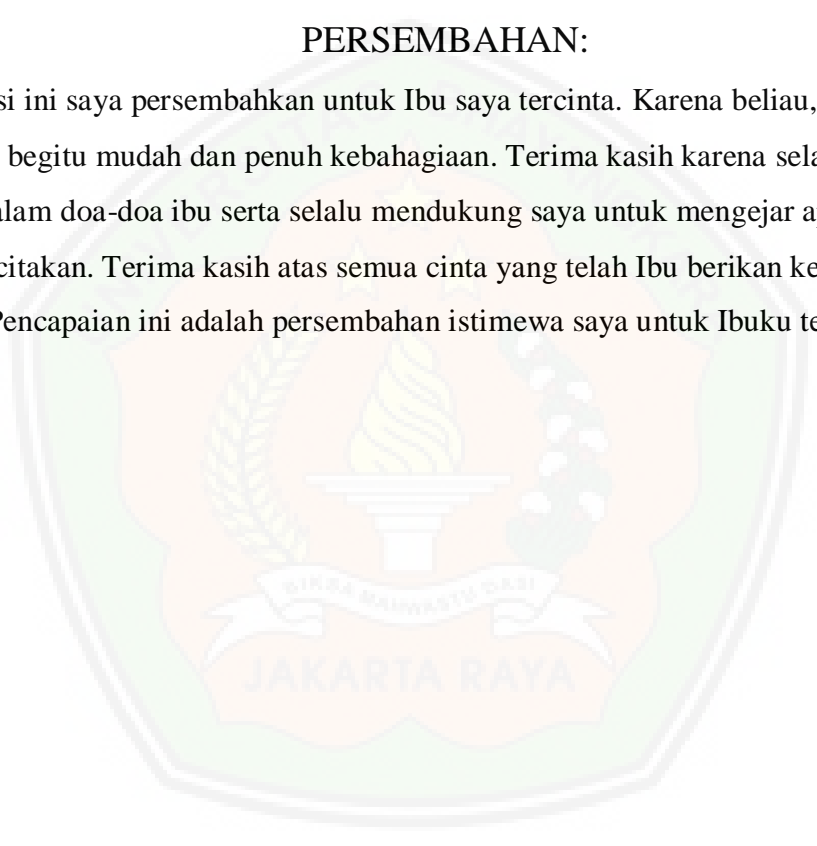 PERSEMBAHAN:
si ini saya persembahkan untuk Ibu saya tercinta. Karena beliau,
begitu mudah dan penuh kebahagiaan. Terima kasih karena sela
alam doa-doa ibu serta selalu mendukung saya untuk mengejar a
citakan. Terima kasih atas semua cinta yang telah Ibu berikan ke
Pencapaian ini adalah persembahan istimewa saya untuk Ibuku te
JAKARTA RAYA